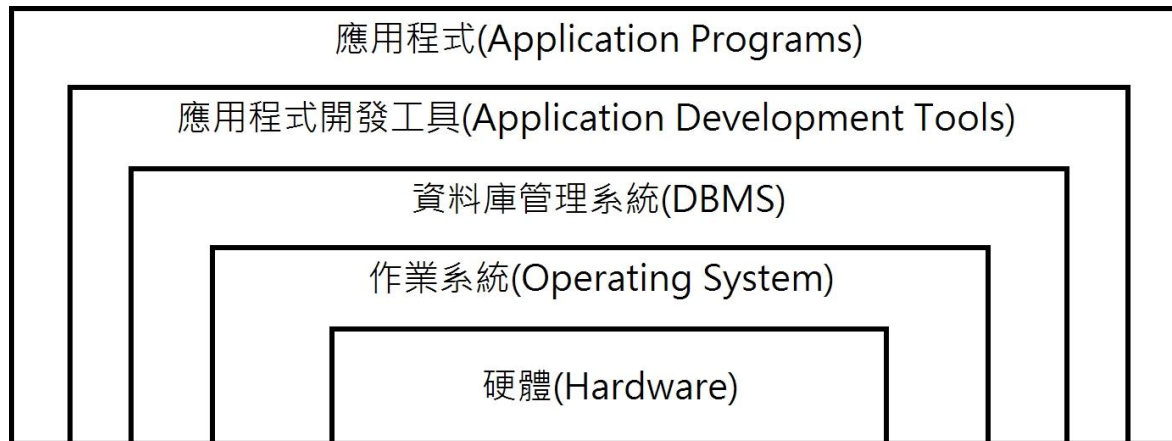 應用程式(Application Programs)
應用程式開發工具(Application Development Tools)
資料庫管理系統(DBMS)
作業系統(Operating System)
硬體(Hardware)